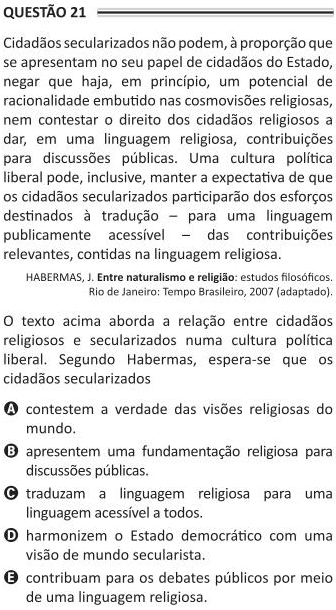 QUESTÃO 21
Cidadãos secularizados não podem, à proporção que
se apresentam no seu papel de cidadãos do Estado,
negar que haja, em princípio, um potencial de
racionalidade embutido nas cosmovisões religiosas,
nem contestar o direito dos cidadãos religiosos a
dar, em uma linguagem religiosa, contribuições
para discussões públicas. Uma cultura política
liberal pode, inclusive, manter a expectativa de que
os cidadãos secularizados participarão dos esforços
destinados à tradução – para uma linguagem
publicamente acessível – das contribuições
relevantes, contidas na linguagem religiosa.
HABERMAS, J. Entre naturalismo e religião: estudos filosóficos.
Rio de Janeiro: Tempo Brasileiro, 2007 (adaptado).
O texto acima aborda a relação entre cidadãos
religiosos e secularizados numa cultura política
liberal. Segundo Habermas, espera-se que os
cidadãos secularizados
A contestem a verdade das visões religiosas do
mundo.
B apresentem uma fundamentação religiosa para
discussões públicas.
C traduzam a linguagem religiosa para uma
linguagem acessível a todos.
D harmonizem o Estado democrático com uma
visão de mundo secularista.
E contribuam para os debates públicos por meio
de uma linguagem religiosa.